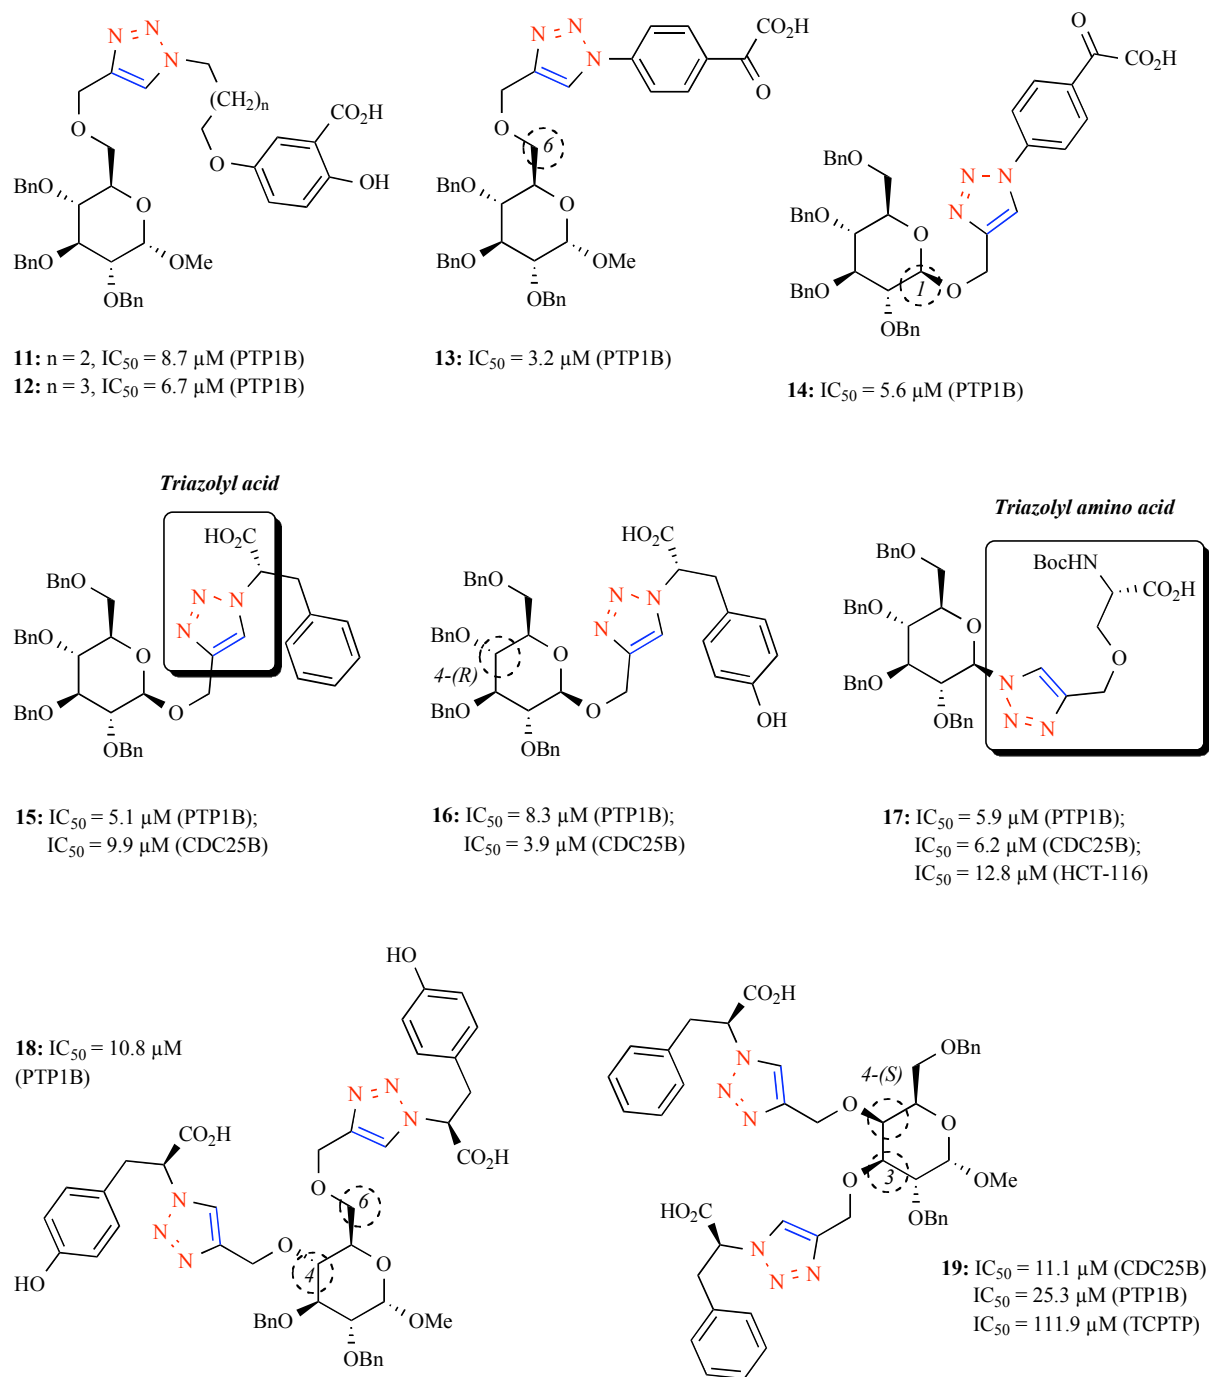 N N N
(CH2)n
O
CO2H
O
OH
BnO
O
BnO
OMe
OBn
11: n = 2, IC50 = 8.7 µM (PTP1B)
12: n = 3, IC50 = 6.7 µM (PTP1B)
N N N
CO2H
O
O
6
BnO
O
BnO
OMe
OBn
13: IC50 = 3.2 µM (PTP1B)
O
CO2H
BnO
N N N
BnO
O
BnO
1
O
OBn
14: IC50 = 5.6 µM (PTP1B)
Triazolyl acid
HO2C
BnO
N N N
BnO
O
BnO
O
OBn
15: IC50 = 5.1 µM (PTP1B);
IC50 = 9.9 µM (CDC25B)
HO2C
BnO
N N N
BnO
O
4-(R)
BnO
O
OBn
OH
16: IC50 = 8.3 µM (PTP1B);
IC50 = 3.9 µM (CDC25B)
Triazolyl amino acid
BocHN
CO2H
BnO
BnO
O
O
BnO
N
N N
OBn
17: IC50 = 5.9 µM (PTP1B);
IC50 = 6.2 µM (CDC25B);
IC50 = 12.8 µM (HCT-116)
18: IC50 = 10.8 µM
(PTP1B)
HO
N N N
CO2H
CO2H
O
6
N N N
HO
O
4
O
BnO
OMe
OBn
CO2H
N N N
4-(S)
OBn
O
O
3
O
OMe
OBn
HO2C
N N N
19: IC50 = 11.1 µM (CDC25B)
IC50 = 25.3 µM (PTP1B)
IC50 = 111.9 µM (TCPTP)